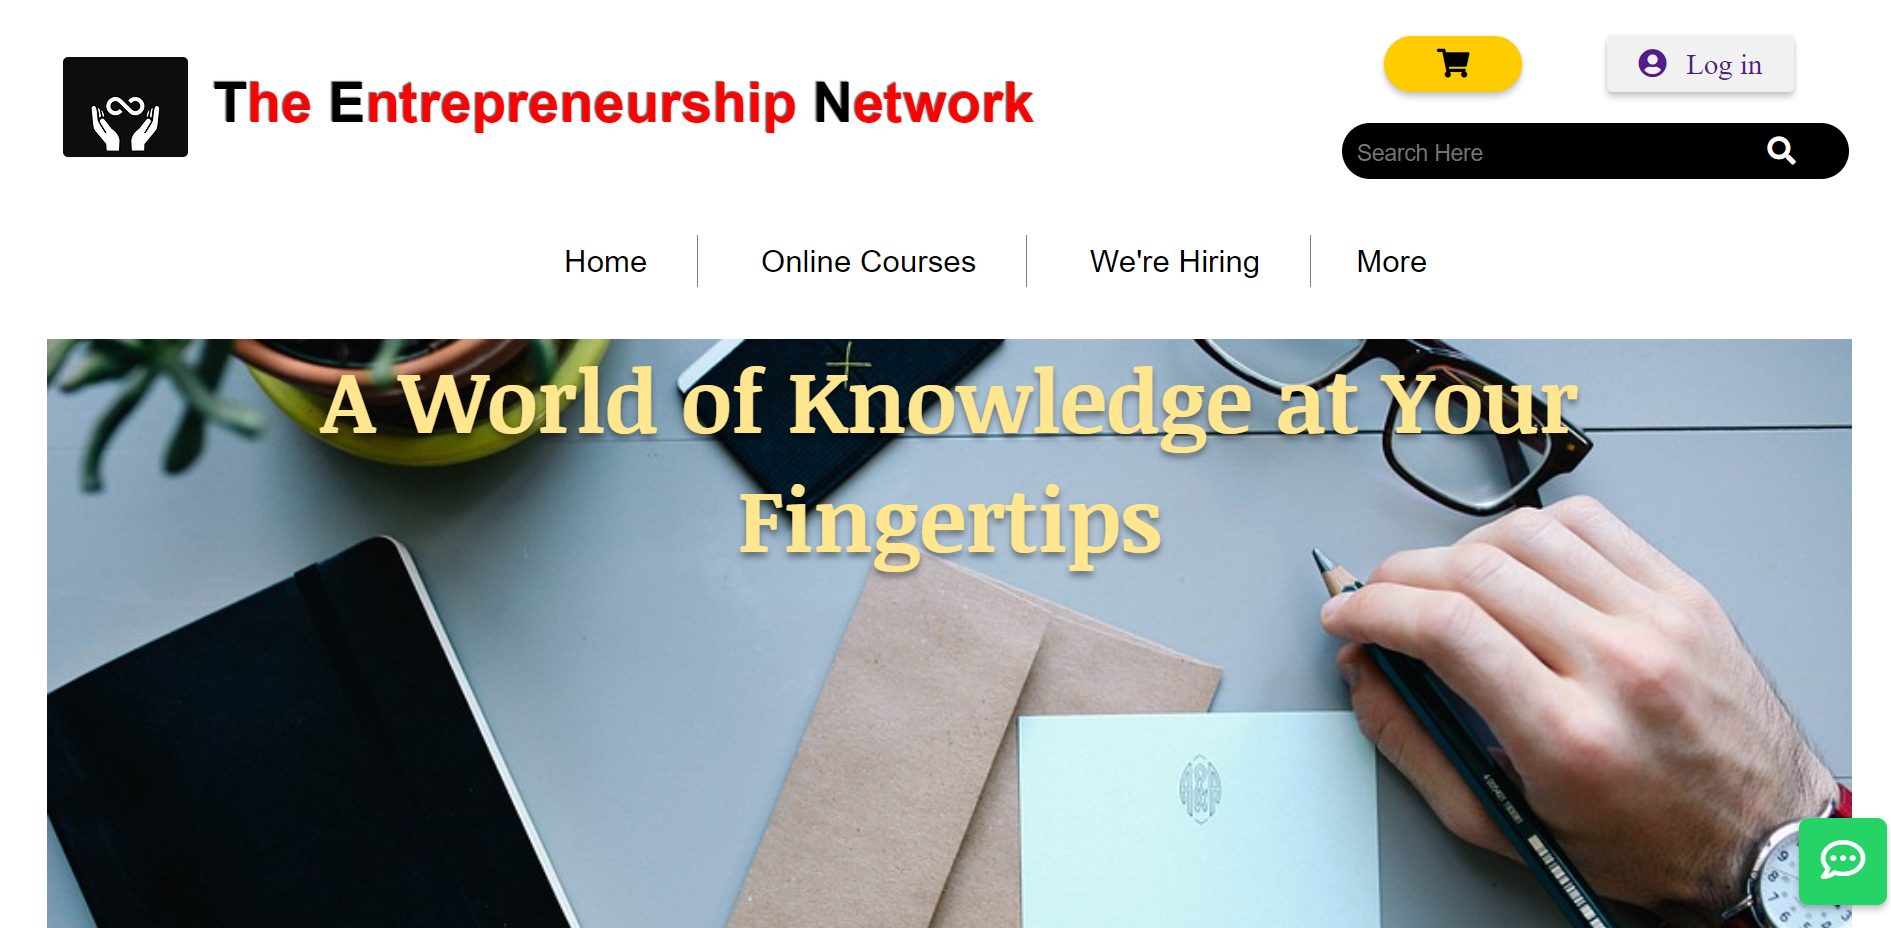 The Entrepreneurship Network
Log in
Search Here
Home
Online Courses
We're Hiring
More
A World of Knowledge at Your
Fingertips
A&A